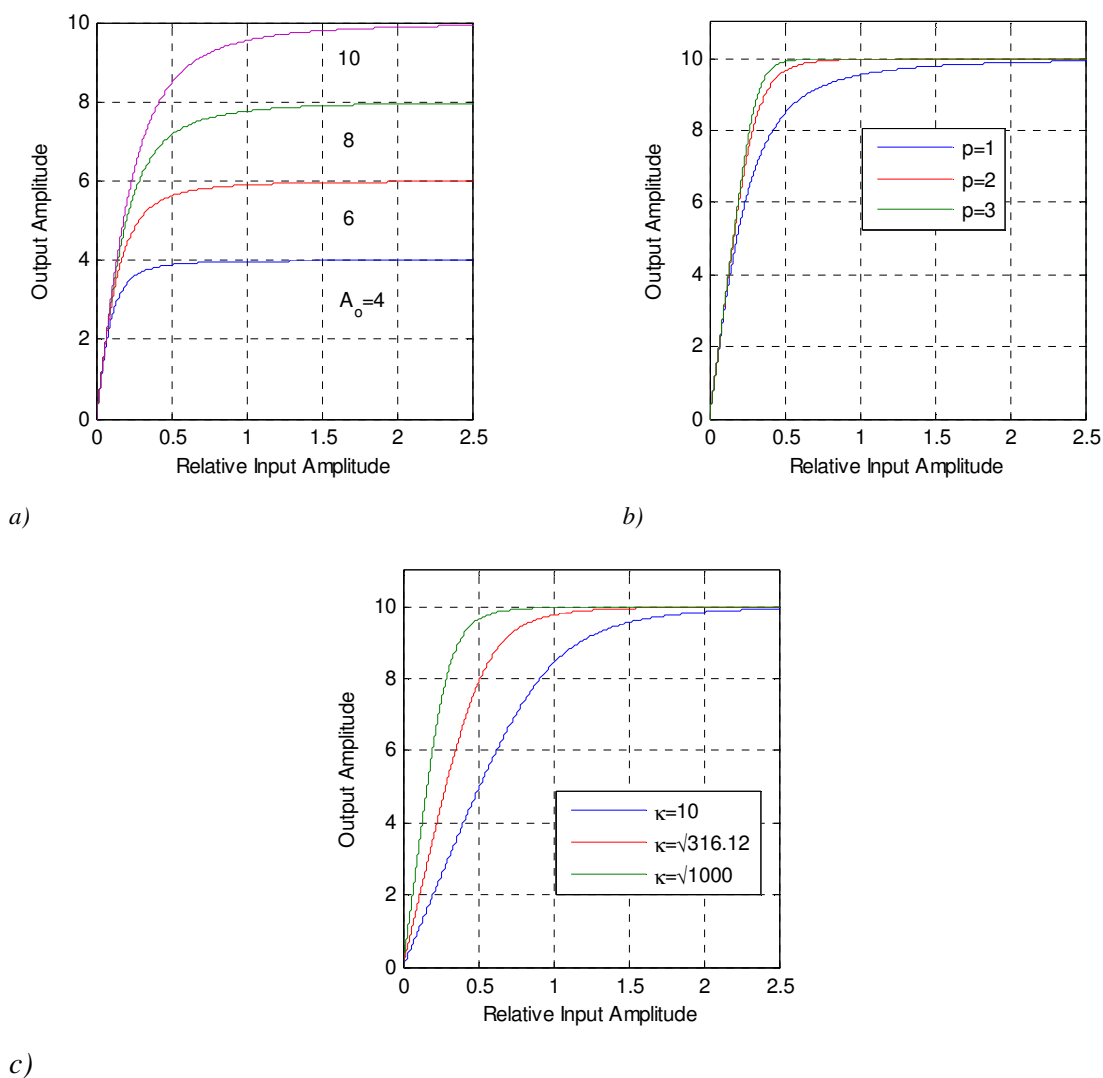 10
8
6
4
2
0
0 0.5 1 1.5 2 2.5
Output Amplitude
Relative Input Amplitude
10
8
6
A_o=4
a)
10
8
6
4
2
0
0 0.5 1 1.5 2 2.5
Output Amplitude
Relative Input Amplitude
p=1
p=2
p=3
b)
10
8
6
4
2
0
0 0.5 1 1.5 2 2.5
Output Amplitude
Relative Input Amplitude
κ=10
κ=√316.12
κ=√1000
c)